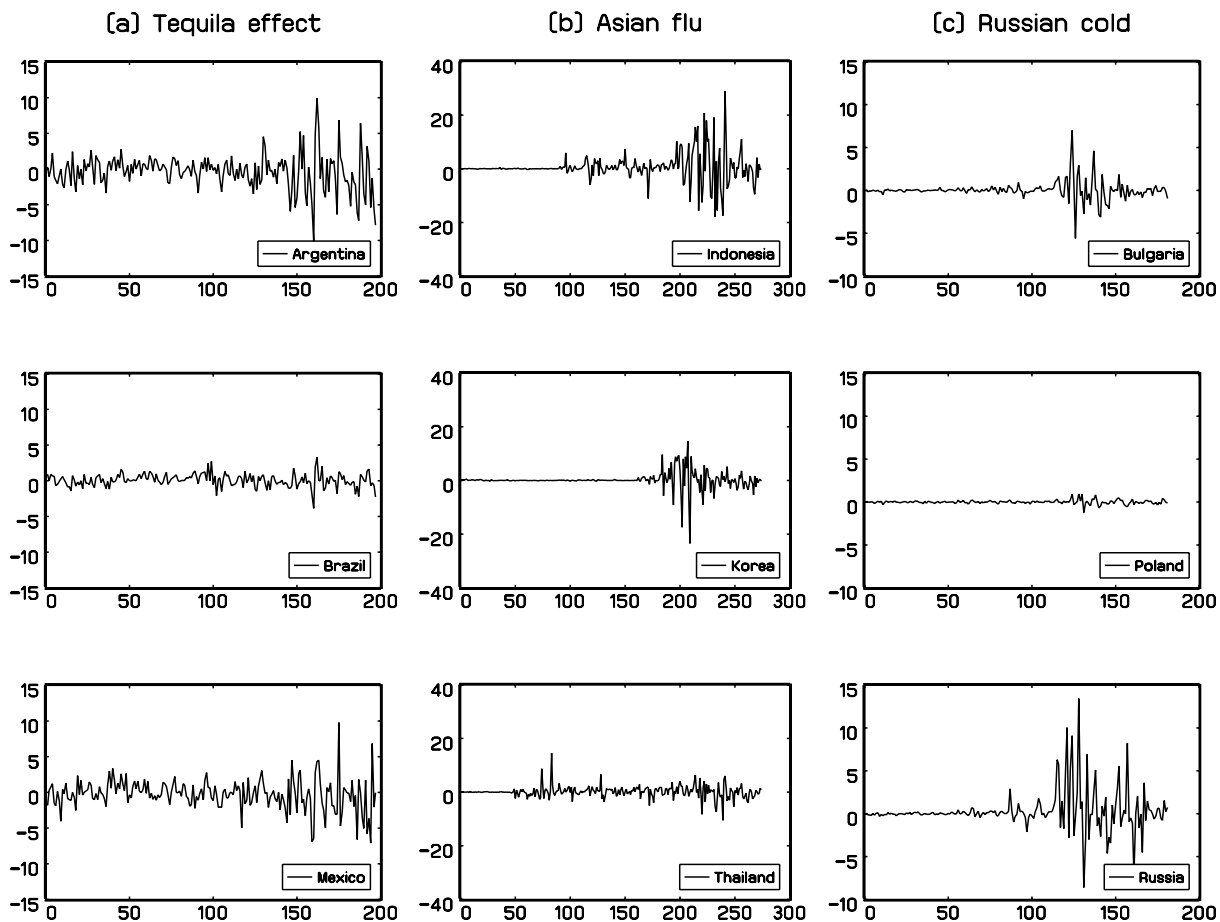 (a) Tequila effect (b) Asian flu (c) Russian cold
15 10 5 0 −5 −10 −15
Argentina
0 50 100 150 200
40 20 0 −20 −40
Indonesia
0 50 100 150 200 250 300
15 10 5 0 −5 −10
Bulgaria
0 50 100 150 200
15 10 5 0 −5 −10 −15
Brazil
0 50 100 150 200
40 20 0 −20 −40
Korea
0 50 100 150 200 250 300
15 10 5 0 −5 −10
Poland
0 50 100 150 200
15 10 5 0 −5 −10 −15
Mexico
0 50 100 150 200
40 20 0 −20 −40
Thailand
0 50 100 150 200 250 300
15 10 5 0 −5 −10
Russia
0 50 100 150 200